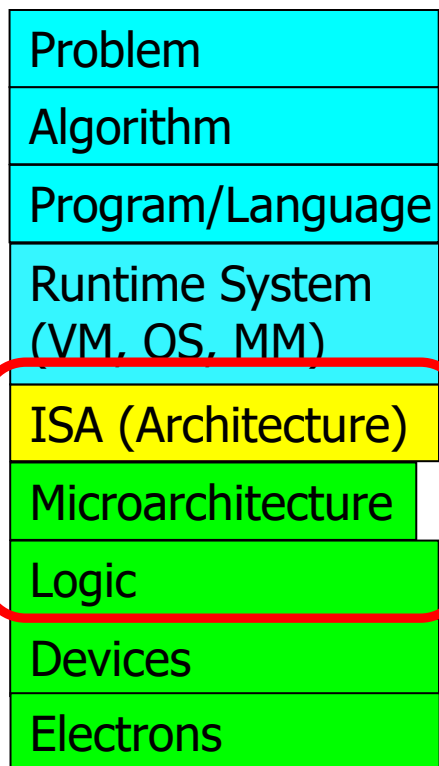 Problem
Algorithm
Program/Language
Runtime System
(VM, OS, MM)
ISA (Architecture)
Microarchitecture
Logic
Devices
Electrons